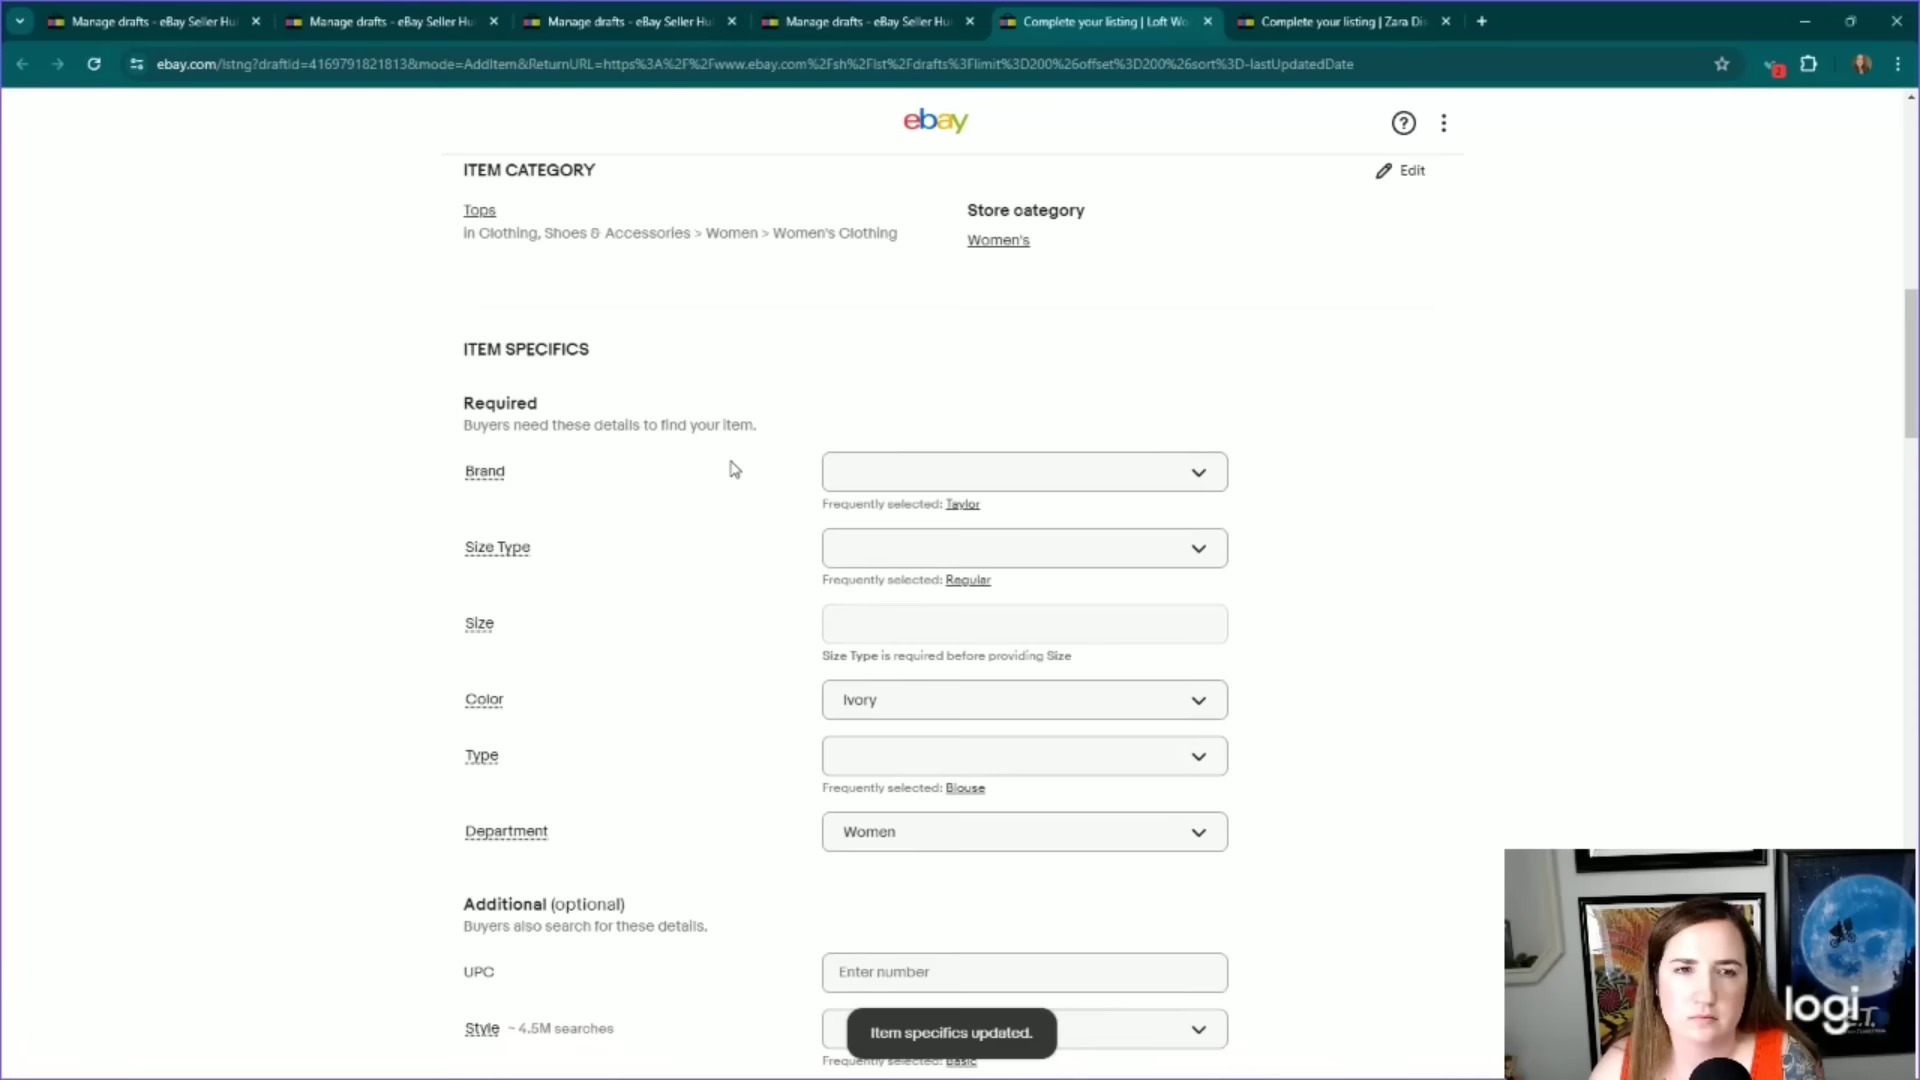 Manage drafts - eBay Seller Hu
Manage drafts - eBay Seller Hu
Manage drafts - eBay Seller Hu
Manage drafts - eBay Seller Hu
Complete your listing | Loft Wo
Complete your listing | Zara Di
ebay.com/lstng?draftid=4169791821813&mode=AddItem&ReturnURL=https%3A%2F%2Fwww.ebay.com%2Fsh%2Flst%2Fdrafts%3Flimit%3D200%26offset%3D200%26sort%3D-lastUpdatedDate
2
ebay
ITEM CATEGORY
Edit
Tops
in Clothing, Shoes & Accessories > Women > Women's Clothing
Store category
Women's
ITEM SPECIFICS
Required
Buyers need these details to find your item.
Brand
Frequently selected: Taylor
Size Type
Frequently selected: Regular
Size
Size Type is required before providing Size
Color
Ivory
Type
Frequently selected: Blouse
Department
Women
Additional (optional)
Buyers also search for these details.
UPC
Enter number
Style ~ 4.5M searches
Item specifics updated.
Frequently selected: Basic
logi